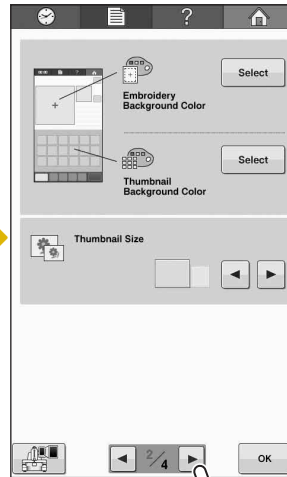 ?
Embroidery
Background Color
Select
Thumbnail
Background Color
Select
Thumbnail Size
2/4
OK